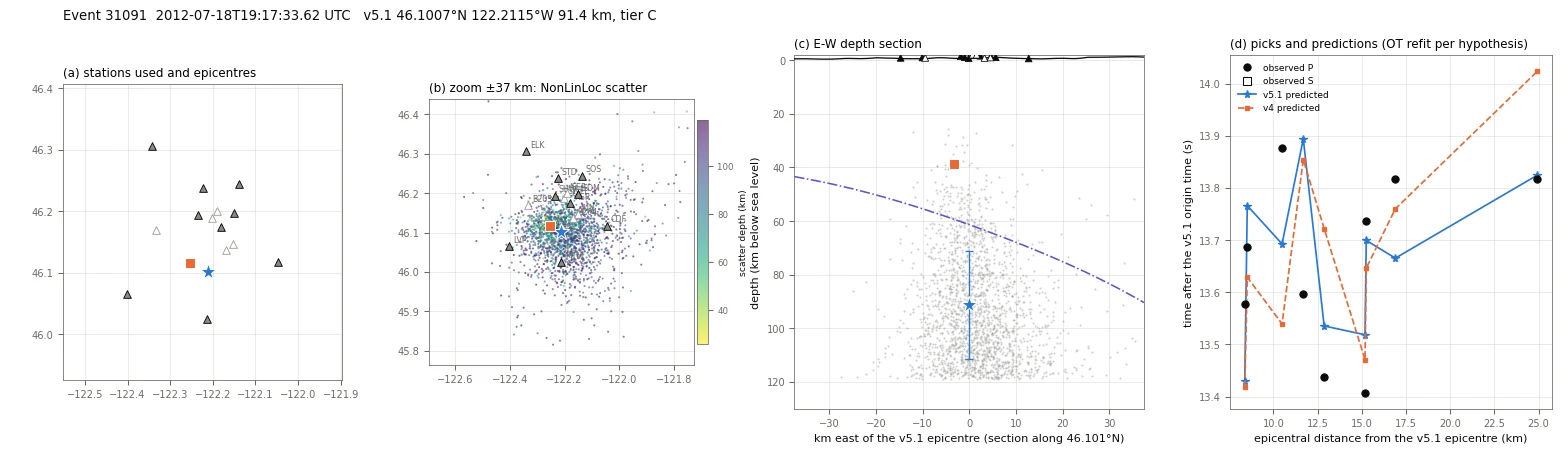 Event 31091  2012-07-18T19:17:33.62 UTC   v5.1 46.1007°N 122.2115°W 91.4 km, tier C
(a) stations used and epicentres
46.4
46.3
46.2
46.1
46.0
−122.5
−122.4
−122.3
−122.2
−122.1
−122.0
−121.9
(b) zoom ±37 km: NonLinLoc scatter
46.4
46.3
46.2
46.1
46.0
45.9
45.8
−122.6
−122.4
−122.2
−122.0
−121.8
ELK
STD
SOS
B203
CDF
100
80
60
40
scatter depth (km)
(c) E-W depth section
0
20
40
60
80
100
120
depth (km below sea level)
−30
−20
−10
0
10
20
30
km east of the v5.1 epicentre (section along 46.101°N)
(d) picks and predictions (OT refit per hypothesis)
observed P
observed S
v5.1 predicted
v4 predicted
14.0
13.9
13.8
13.7
13.6
13.5
13.4
time after the v5.1 origin time (s)
10.0
12.5
15.0
17.5
20.0
22.5
25.0
epicentral distance from the v5.1 epicentre (km)